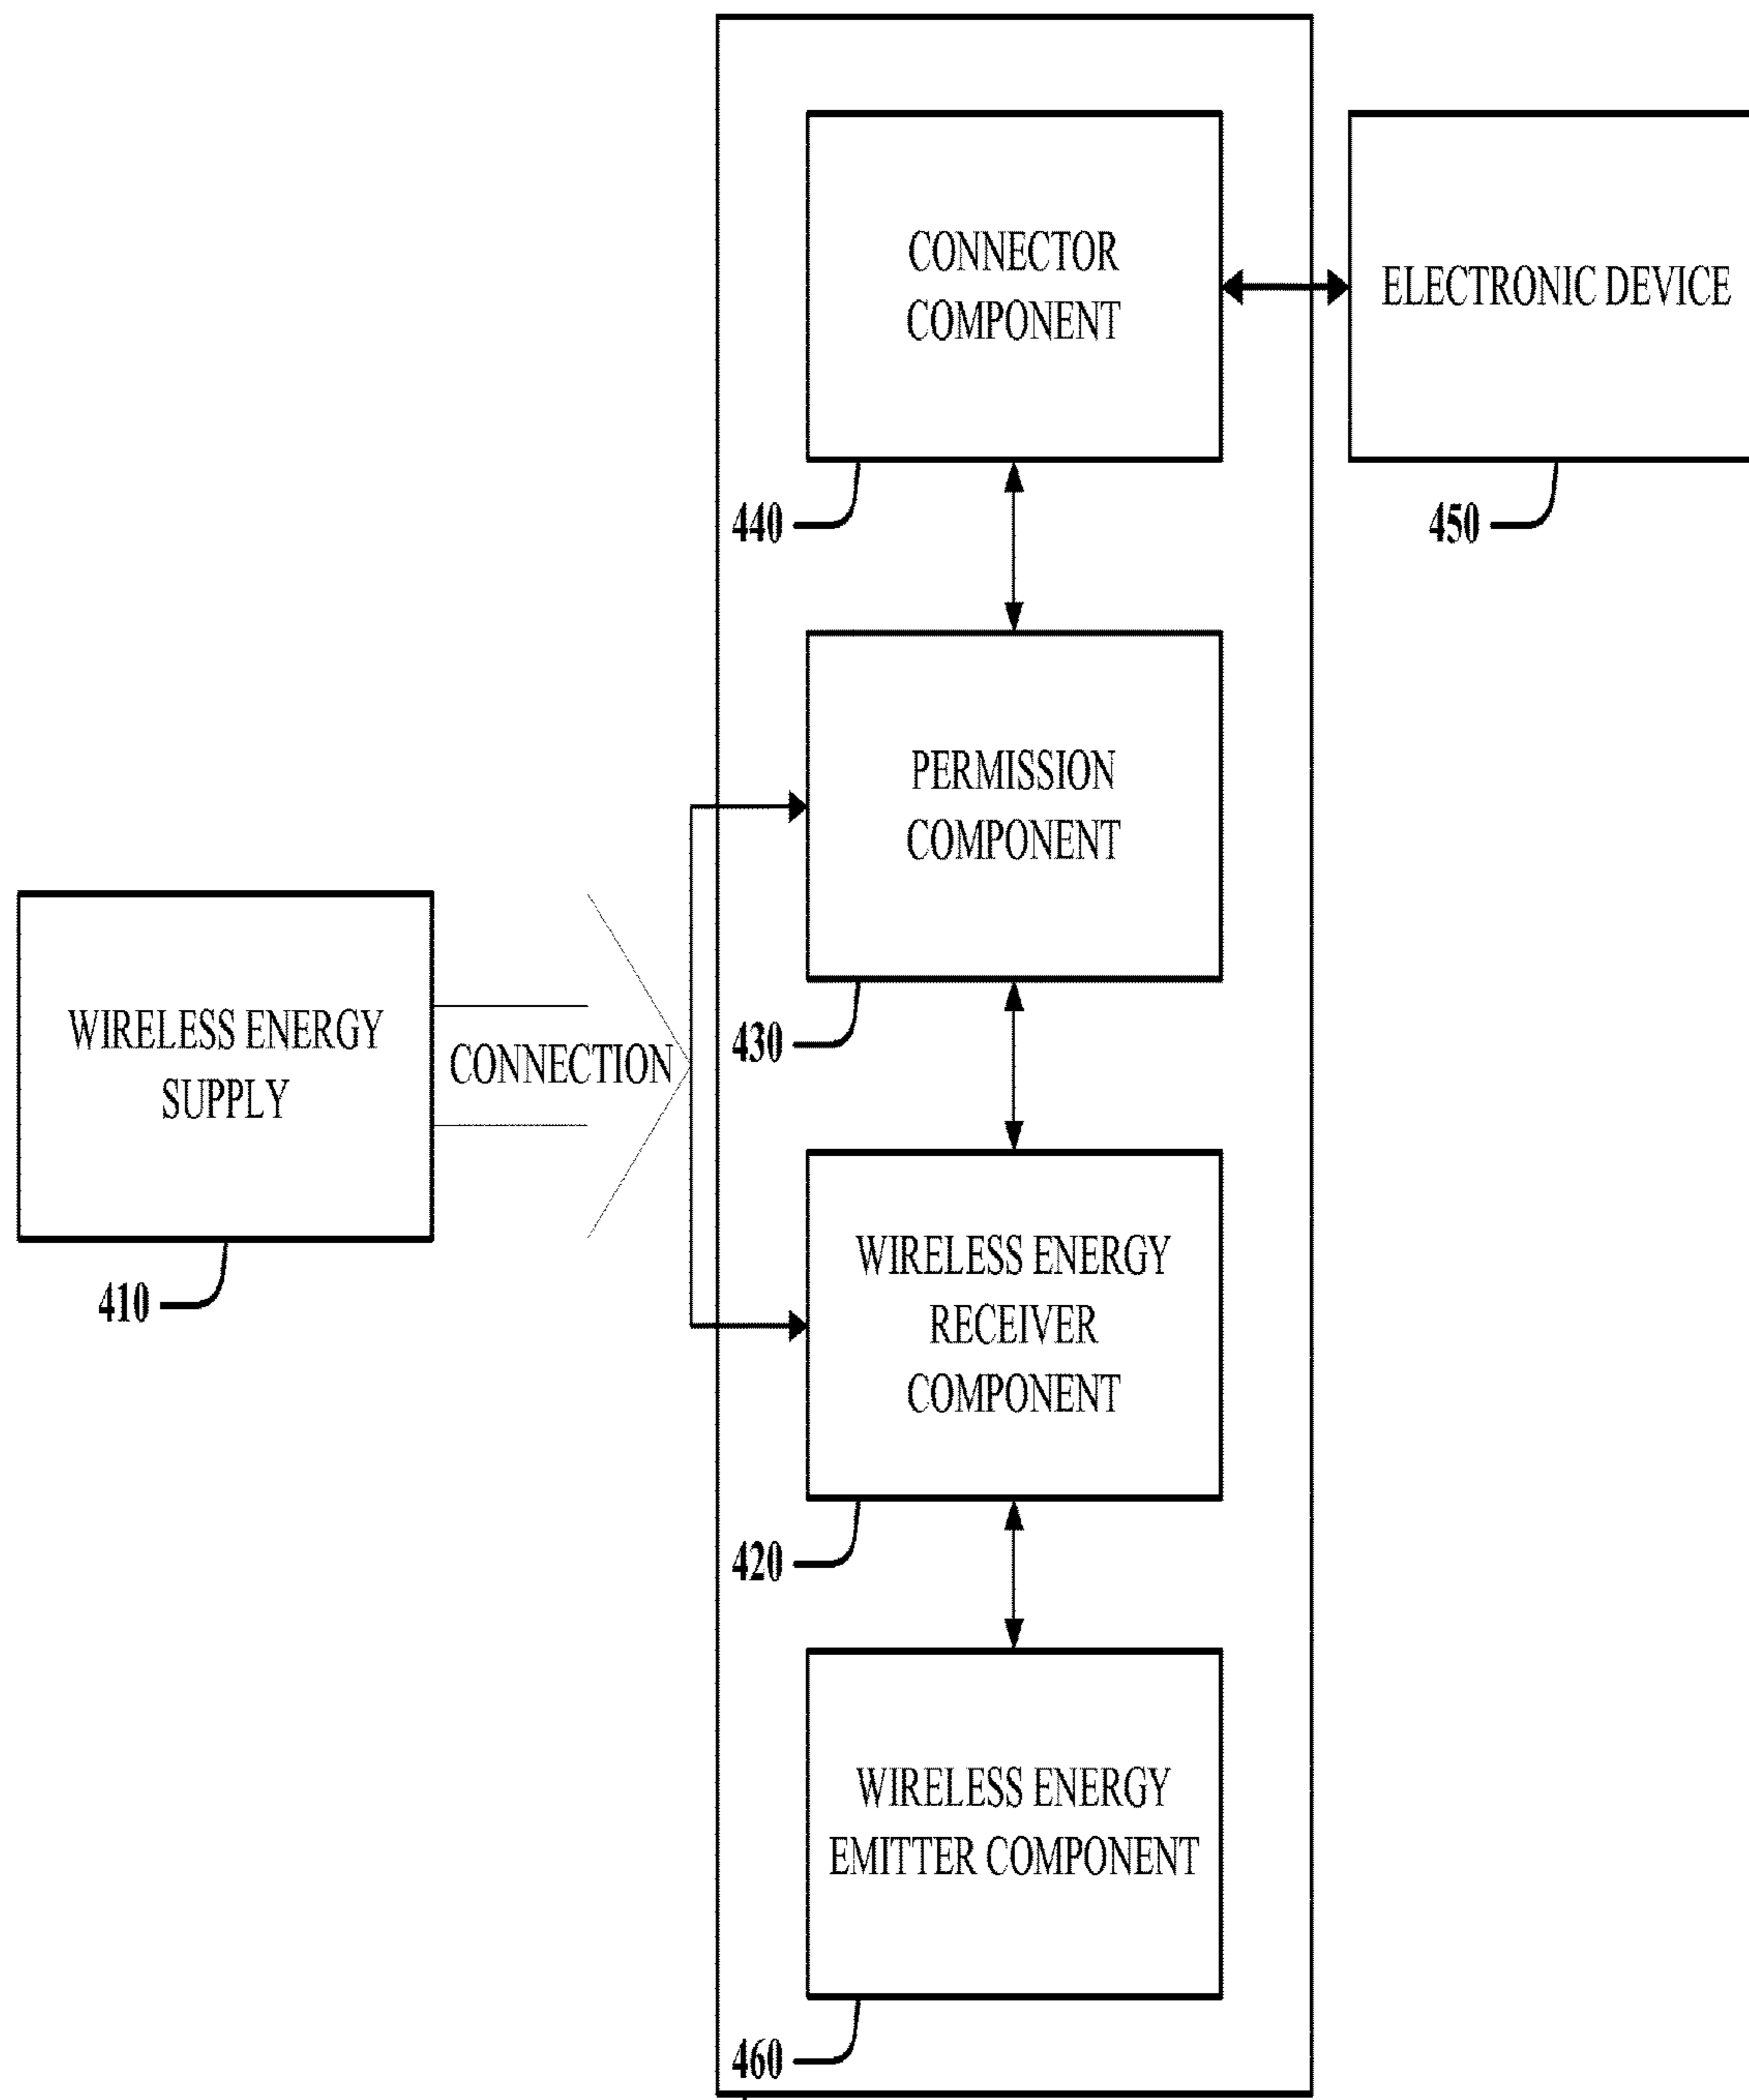 CONNECTOR
COMPONENT
ELECTRONIC DEVICE
440
450
PERMISSION
COMPONENT
430
WIRELESS ENERGY
SUPPLY
CONNECTION
410
WIRELESS ENERGY
RECEIVER
COMPONENT
420
WIRELESS ENERGY
EMITTER COMPONENT
460